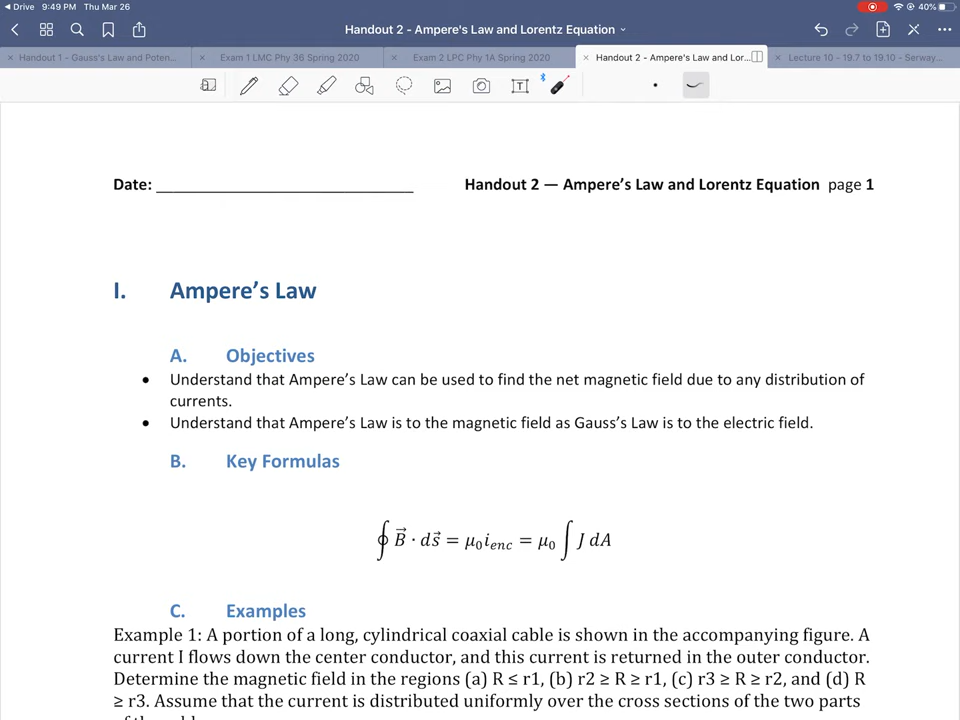 Drive 9:49 PM Thu Mar 26 40%
Handout 2 - Ampere's Law and Lorentz Equation
Handout 1 - Gauss's Law and Poten... Exam 1 LMC Phy 36 Spring 2020 Exam 2 LPC Phy 1A Spring 2020 Handout 2 - Ampere's Law and Lor... Lecture 10 - 19.7 to 19.10 - Serway...
Date: ____________________________ Handout 2 — Ampere's Law and Lorentz Equation page 1
I. Ampere's Law
A. Objectives
• Understand that Ampere's Law can be used to find the net magnetic field due to any distribution of
currents.
• Understand that Ampere's Law is to the magnetic field as Gauss's Law is to the electric field.
B. Key Formulas
∮ B⃗ · ds⃗ = μ₀i_enc = μ₀ ∫ J dA
C. Examples
Example 1: A portion of a long, cylindrical coaxial cable is shown in the accompanying figure. A
current I flows down the center conductor, and this current is returned in the outer conductor.
Determine the magnetic field in the regions (a) R ≤ r1, (b) r2 ≥ R ≥ r1, (c) r3 ≥ R ≥ r2, and (d) R
≥ r3. Assume that the current is distributed uniformly over the cross sections of the two parts